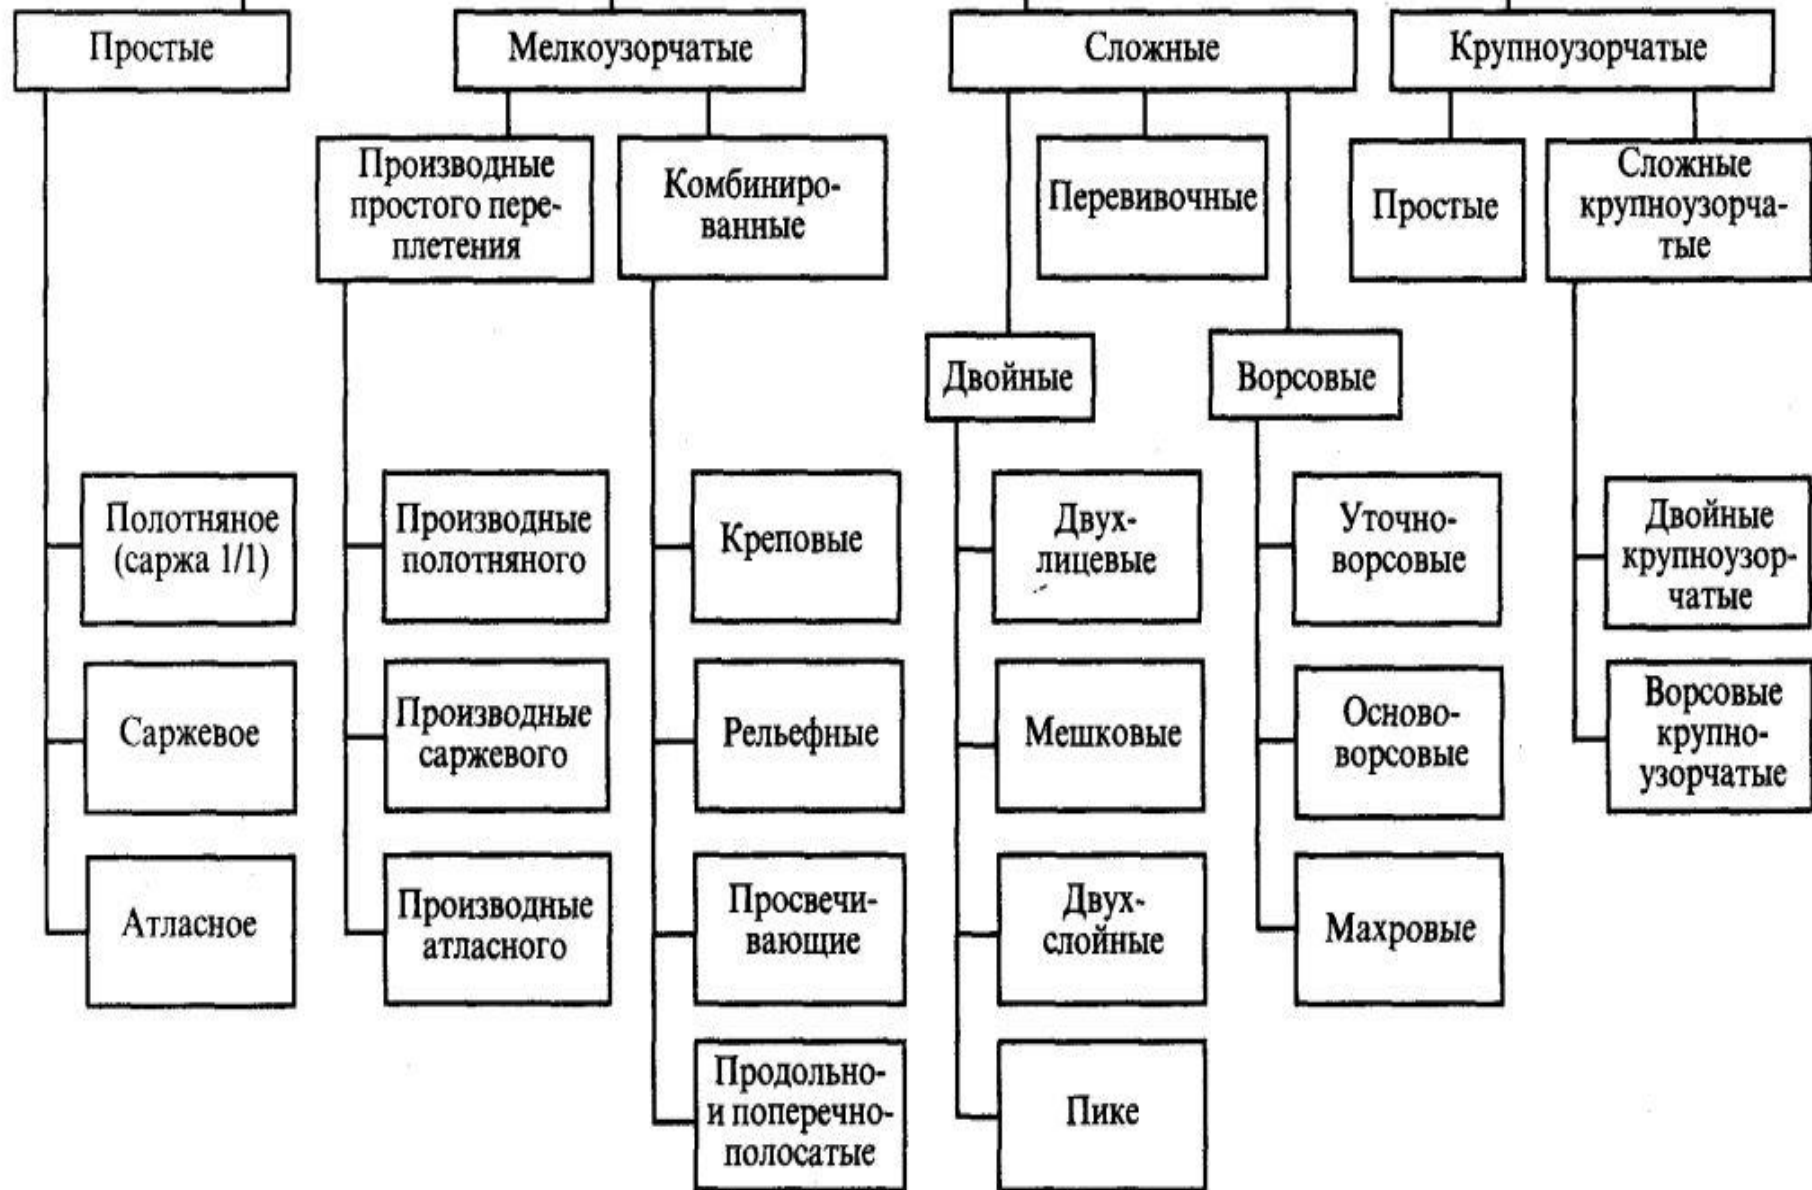 Простые
Мелкоузорчатые
Сложные
Крупноузорчатые
Производные
простого пере-
плетения
Комбиниро-
ванные
Перевивочные
Простые
Сложные
крупноузорча-
тые
Двойные
Ворсовые
Полотняное
(саржа 1/1)
Саржевое
Атласное
Производные
полотняного
Производные
саржевого
Производные
атласного
Креповые
Рельефные
Просвечи-
вающие
Продольно-
и поперечно-
полосатые
Двух-
лицевые
Мешковые
Двух-
слойные
Пике
Уточно-
ворсовые
Осново-
ворсовые
Махровые
Двойные
крупноузор-
чатые
Ворсовые
крупно-
узорчатые